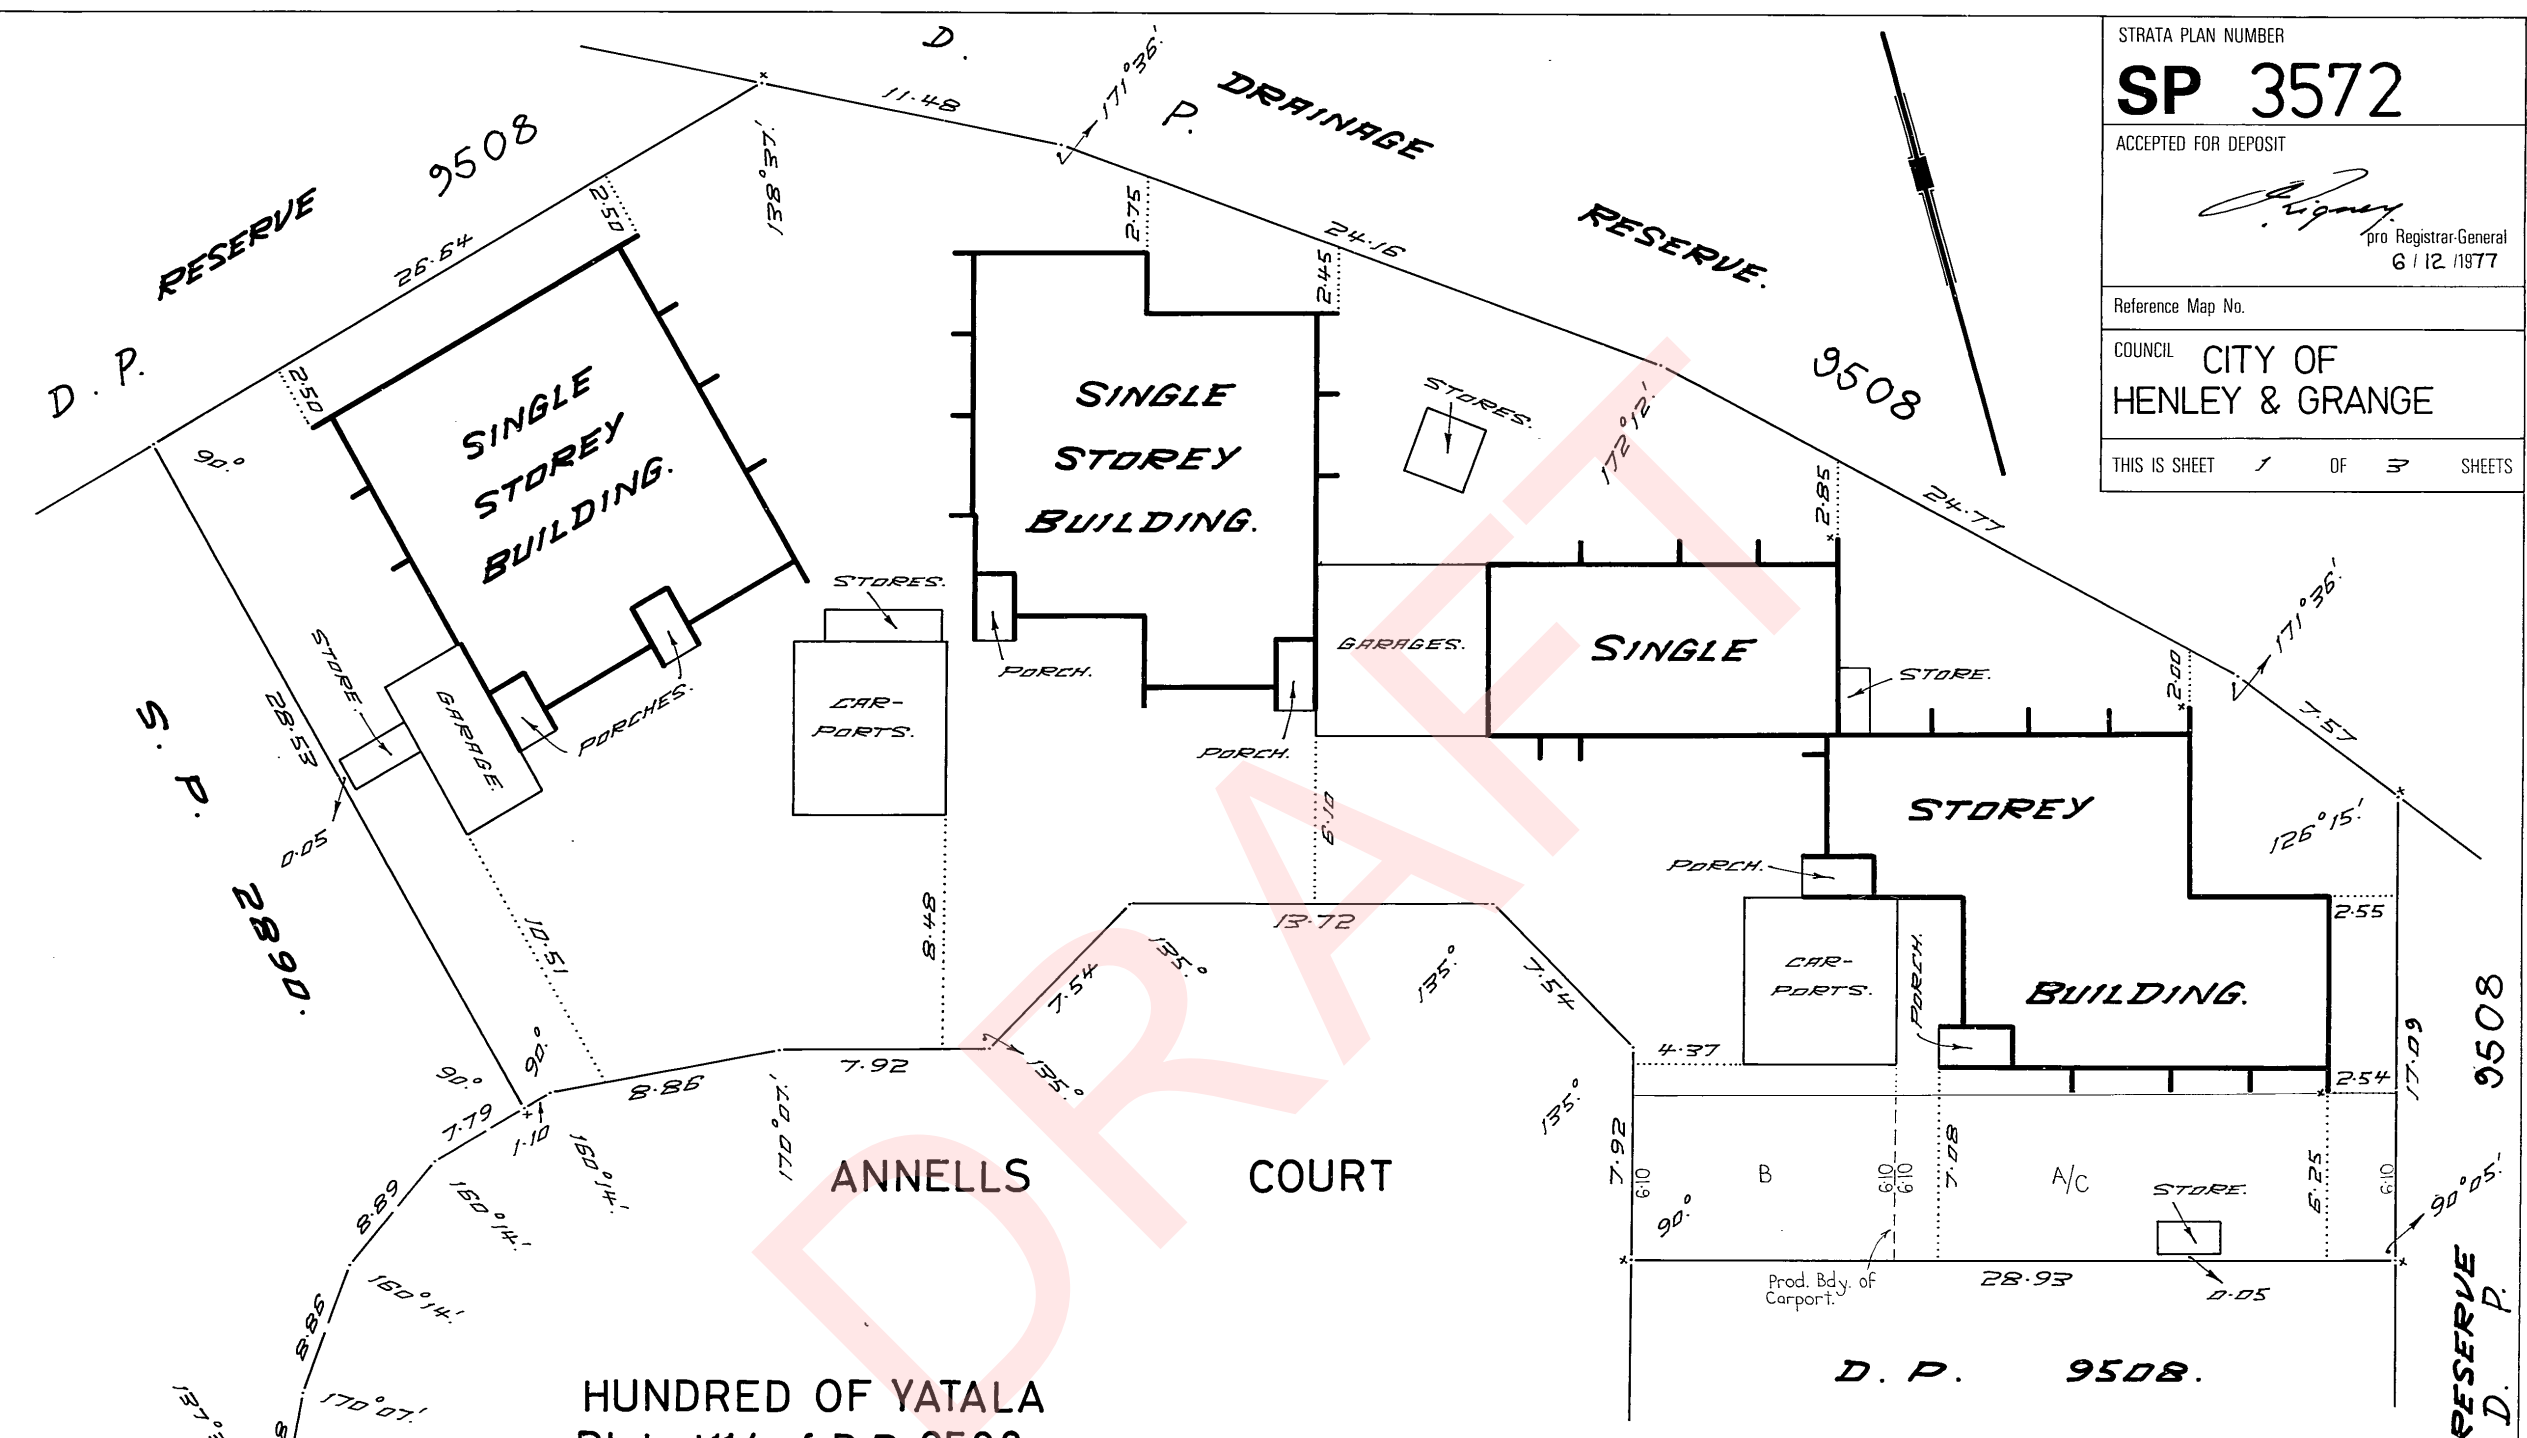 STRATA PLAN NUMBER
SP 3572
ACCEPTED FOR DEPOSIT
pro Registrar-General
6/12/1977
Reference Map No.
COUNCIL CITY OF
HENLEY & GRANGE
THIS IS SHEET 1 OF 3 SHEETS
D. P.
DRAINAGE
RESERVE.
9508
11.48
171°36'.
24.16
172°12'.
24.77
171°36'.
7.57
126°15'.
D. P.
RESERVE
9508
26.64
138°37'.
2.50
2.50
90.°
SINGLE
STOREY
BUILDING.
STORE.
GARAGE.
PORCHES.
28.53
0.05
10.51
S. P. 2890.
STORES.
CAR-
PORTS.
8.48
2.75
2.45
SINGLE
STOREY
BUILDING.
PORCH.
PORCH.
STORES.
GARAGES.
6.10
2.85
SINGLE
STORE.
2.00
STOREY
PORCH.
CAR-
PORTS.
PORCH.
BUILDING.
2.55
2.54
17.09
13.72
7.54
135.°
135.°
7.54
135.°
135.°
7.92
8.86
170°07'.
90.°
90.°
7.79
1.10
160°14'.
160°14'.
8.89
160°14'.
8.86
170°07'.
4.37
7.92
6.10
B
6.10
6.10
7.08
A/C
STORE.
6.25
6.10
90°05'.
90.°
Prod. Bdy. of
Carport.
28.93
0.05
ANNELLS COURT
D. P. 9508.
RESERVE
D. P. 9508
HUNDRED OF YATALA
DRAFT